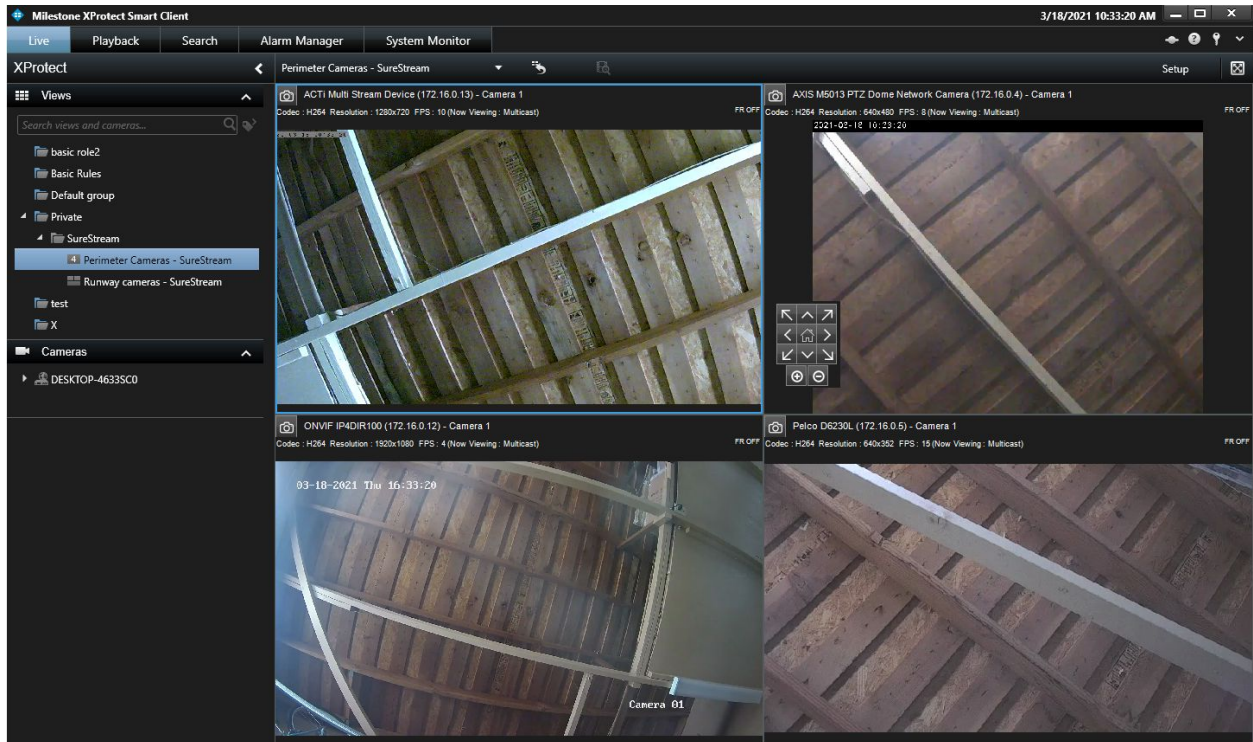 Milestone XProtect Smart Client
3/18/2021 10:33:20 AM
Live Playback Search Alarm Manager System Monitor
XProtect
Perimeter Cameras - SureStream
Setup
Views
Search views and cameras...
basic role2
Basic Rules
Default group
Private
SureStream
4 Perimeter Cameras - SureStream
Runway cameras - SureStream
test
X
Cameras
DESKTOP-4633SC0
ACTi Multi Stream Device (172.16.0.13) - Camera 1
Codec : H264 Resolution : 1280x720 FPS : 10 (Now Viewing : Multicast)
FR OFF
AXIS M5013 PTZ Dome Network Camera (172.16.0.4) - Camera 1
Codec : H264 Resolution : 640x480 FPS : 8 (Now Viewing : Multicast)
FR OFF
ONVIF IP4DIR100 (172.16.0.12) - Camera 1
Codec : H264 Resolution : 1920x1080 FPS : 4 (Now Viewing : Multicast)
FR OFF
03-18-2021 Thu 16:33:20
Camera 01
Pelco D6230L (172.16.0.5) - Camera 1
Codec : H264 Resolution : 640x352 FPS : 15 (Now Viewing : Multicast)
FR OFF